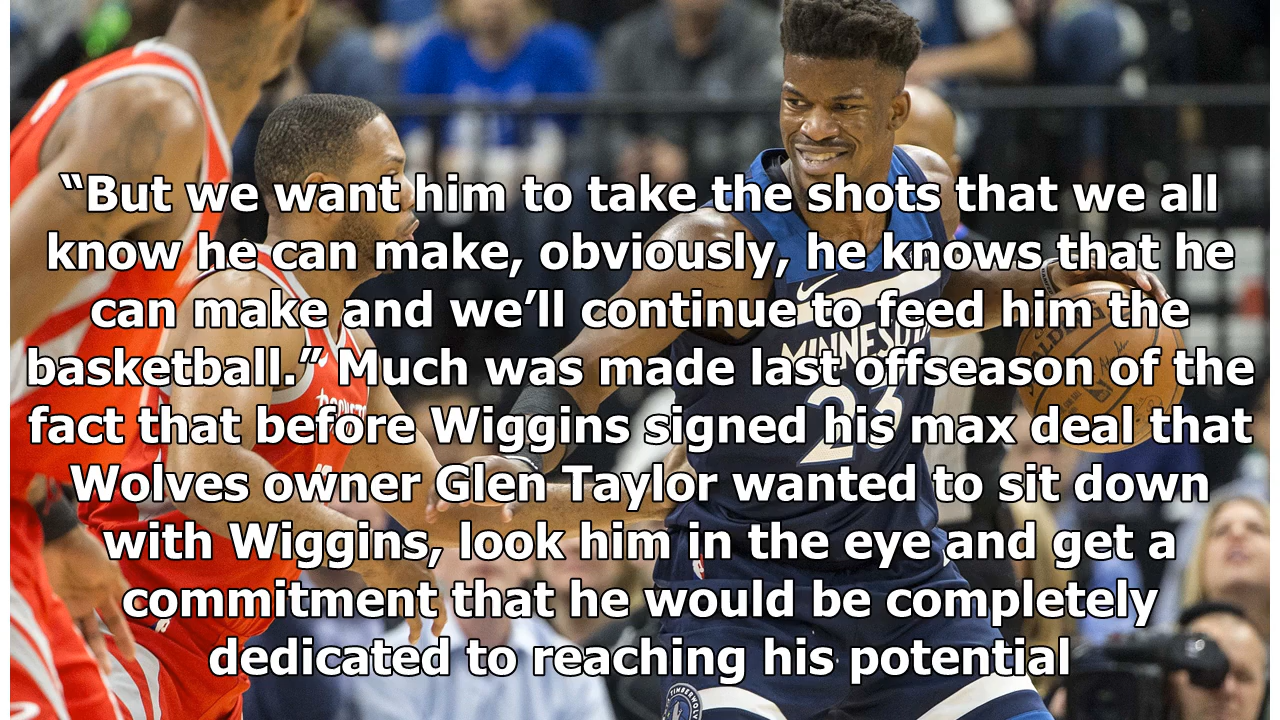 “But we want him to take the shots that we all
know he can make, obviously, he knows that he
can make and we’ll continue to feed him the
basketball.” Much was made last offseason of the
fact that before Wiggins signed his max deal that
Wolves owner Glen Taylor wanted to sit down
with Wiggins, look him in the eye and get a
commitment that he would be completely
dedicated to reaching his potential
23